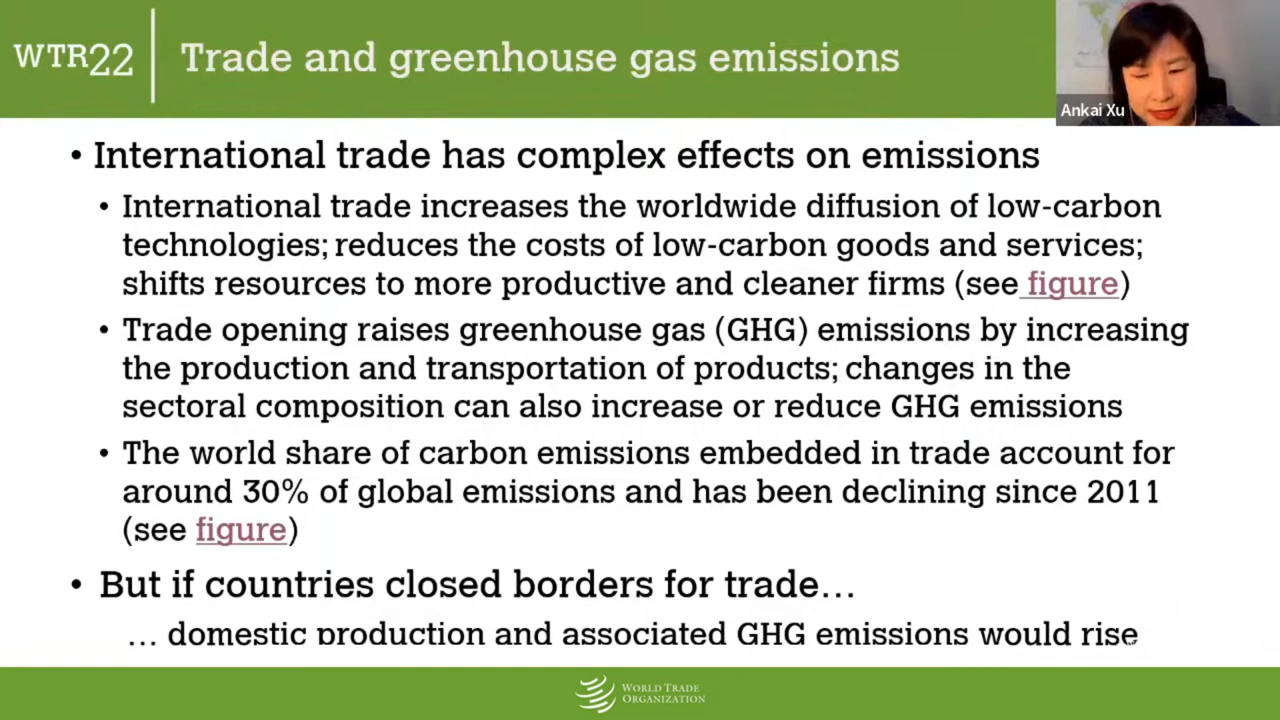 WTR22
Trade and greenhouse gas emissions
Ankai Xu
• International trade has complex effects on emissions
• International trade increases the worldwide diffusion of low-carbon
technologies; reduces the costs of low-carbon goods and services;
shifts resources to more productive and cleaner firms (see figure)
• Trade opening raises greenhouse gas (GHG) emissions by increasing
the production and transportation of products; changes in the
sectoral composition can also increase or reduce GHG emissions
• The world share of carbon emissions embedded in trade account for
around 30% of global emissions and has been declining since 2011
(see figure)
• But if countries closed borders for trade…
… domestic production and associated GHG emissions would rise
WORLD TRADE
ORGANIZATION